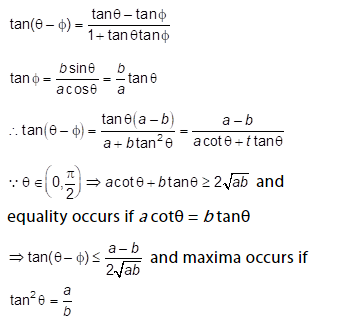 tan(θ − ϕ) = (tanθ − tanϕ)/(1 + tanθtanϕ)
tanϕ = (b sinθ)/(a cosθ) = (b/a) tanθ
∴ tan(θ − ϕ) = (tanθ(a − b))/(a + b tan²θ) = (a − b)/(a cotθ + t tanθ)
∵ θ ∈ (0, π/2) ⇒ a cotθ + b tanθ ≥ 2√ab and
equality occurs if a cotθ = b tanθ
⇒ tan(θ − ϕ) ≤ (a − b)/(2√ab) and maxima occurs if
tan²θ = a/b